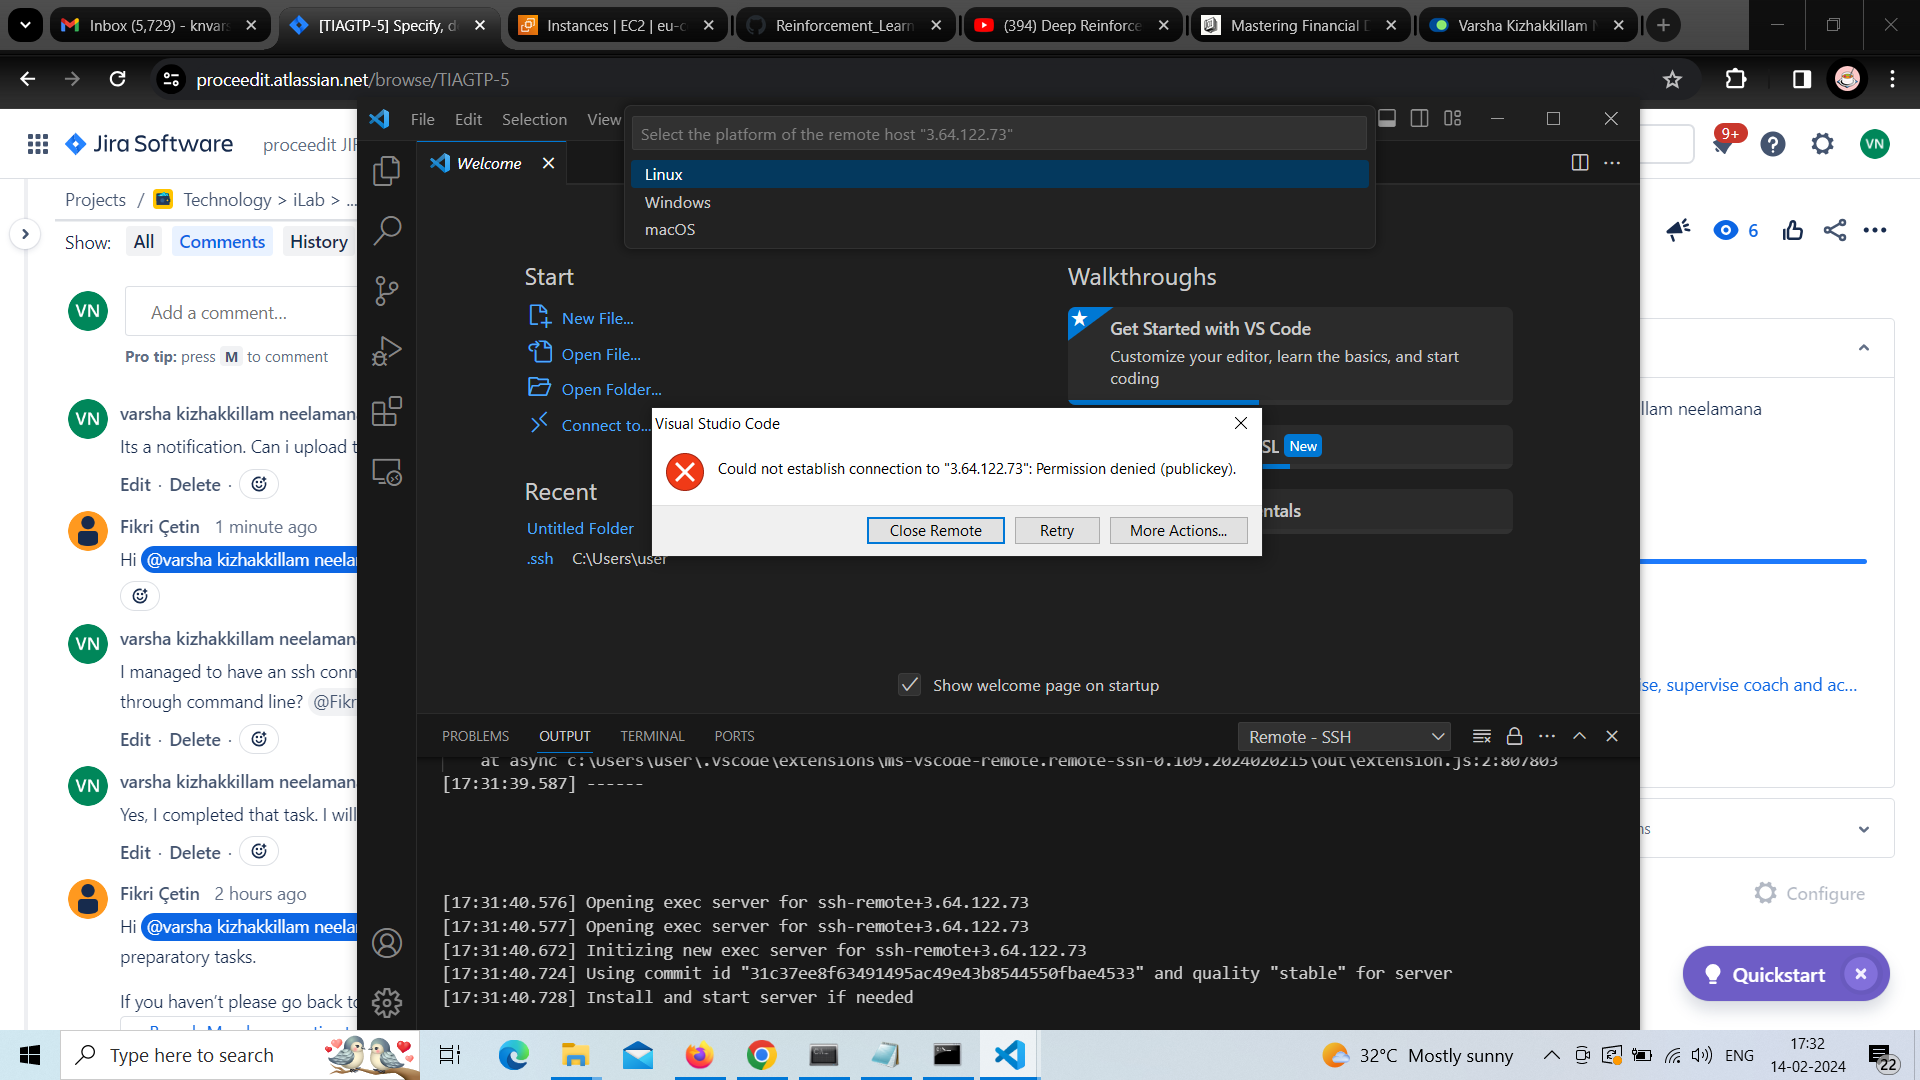 Inbox (5,729) - knvars
[TIAGTP-5] Specify, d
Instances | EC2 | eu-c
Reinforcement_Learn
(394) Deep Reinforce
Mastering Financial
Varsha Kizhakkillam
proceedit.atlassian.net/browse/TIAGTP-5
File Edit Selection View
Select the platform of the remote host "3.64.122.73"
Linux
Windows
macOS
Jira Software
proceedit JIR
9+
VN
Welcome
Projects / Technology > iLab > ...
Show: All Comments History
6
VN
Add a comment...
Pro tip: press M to comment
VN
varsha kizhakkillam neelamana
Its a notification. Can i upload t
Edit · Delete ·
Fikri Çetin 1 minute ago
Hi @varsha kizhakkillam neelar
VN
varsha kizhakkillam neelamana
I managed to have an ssh conn
through command line? @Fikr
Edit · Delete ·
VN
varsha kizhakkillam neelamana
Yes, I completed that task. I will
Edit · Delete ·
Fikri Çetin 2 hours ago
Hi @varsha kizhakkillam neelar
preparatory tasks.
If you haven't please go back to
Start
New File...
Open File...
Open Folder...
Connect to...
Recent
Untitled Folder
.ssh C:\Users\user
Walkthroughs
Get Started with VS Code
Customize your editor, learn the basics, and start
coding
SL New
entals
Visual Studio Code
Could not establish connection to "3.64.122.73": Permission denied (publickey).
Close Remote
Retry
More Actions...
Show welcome page on startup
PROBLEMS OUTPUT TERMINAL PORTS
Remote - SSH
at async c:\Users\user\.vscode\extensions\ms-vscode-remote.remote-ssh-0.109.2024020215\out\extension.js:2:807803
[17:31:39.587] ------
[17:31:40.576] Opening exec server for ssh-remote+3.64.122.73
[17:31:40.577] Opening exec server for ssh-remote+3.64.122.73
[17:31:40.672] Initizing new exec server for ssh-remote+3.64.122.73
[17:31:40.724] Using commit id "31c37ee8f63491495ac49e43b8544550fbae4533" and quality "stable" for server
[17:31:40.728] Install and start server if needed
llam neelamana
ise, supervise coach and ac...
ns
Configure
Quickstart
Type here to search
32°C Mostly sunny
ENG
17:32
14-02-2024
22